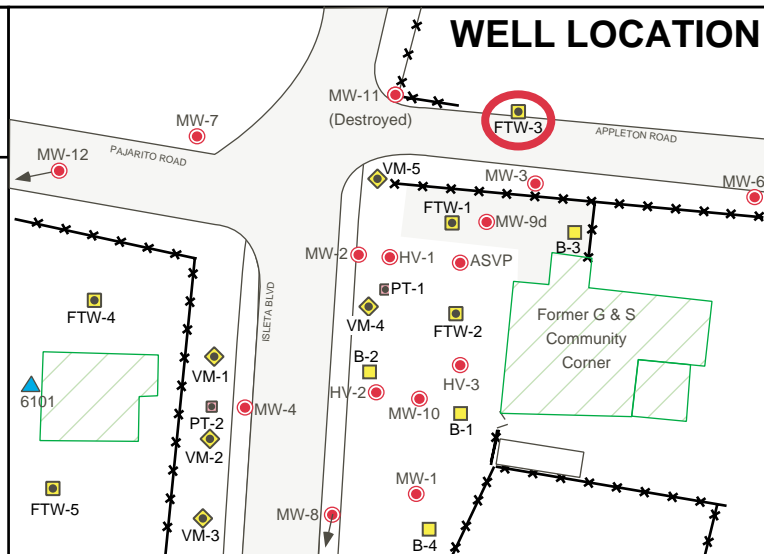 WELL LOCATION
MW-11
(Destroyed)
FTW-3
APPLETON ROAD
MW-7
PAJARITO ROAD
MW-12
VM-5
MW-3
MW-6
FTW-1
MW-9d
B-3
MW-2
HV-1
ASVP
PT-1
FTW-4
ISLETA BLVD
VM-4
FTW-2
Former G & S
Community
Corner
VM-1
B-2
6101
HV-2
HV-3
MW-10
PT-2
MW-4
B-1
VM-2
MW-1
FTW-5
VM-3
MW-8
B-4